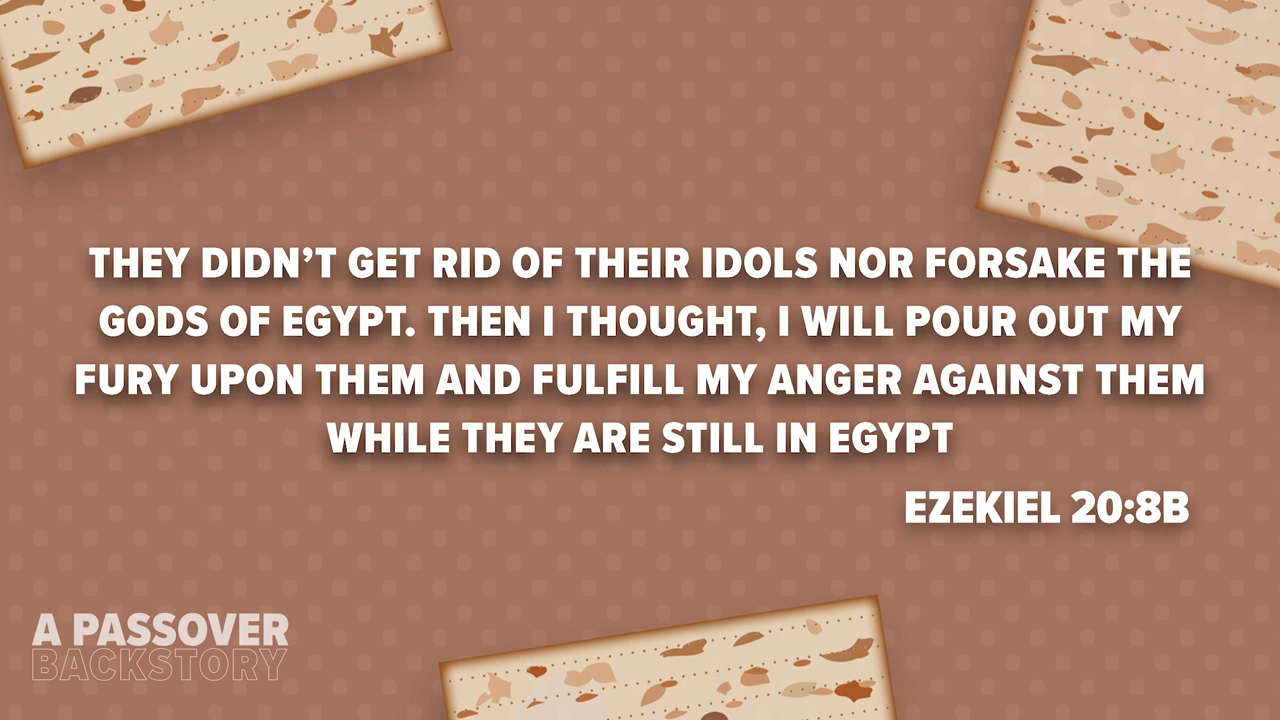 THEY DIDN’T GET RID OF THEIR IDOLS NOR FORSAKE THE
GODS OF EGYPT. THEN I THOUGHT, I WILL POUR OUT MY
FURY UPON THEM AND FULFILL MY ANGER AGAINST THEM
WHILE THEY ARE STILL IN EGYPT
EZEKIEL 20:8B
A PASSOVER
BACKSTORY